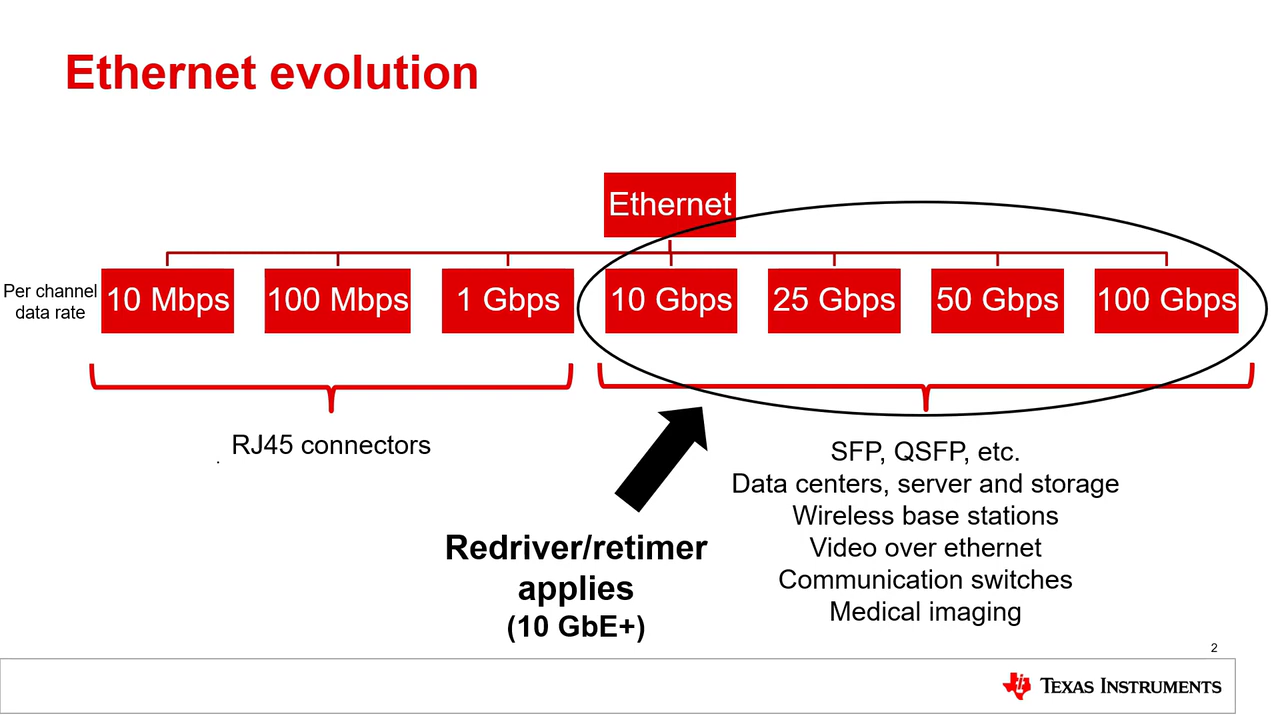 Ethernet evolution
Ethernet
Per channel
data rate
10 Mbps
100 Mbps
1 Gbps
10 Gbps
25 Gbps
50 Gbps
100 Gbps
RJ45 connectors
.
SFP, QSFP, etc.
Data centers, server and storage
Wireless base stations
Video over ethernet
Communication switches
Medical imaging
Redriver/retimer
applies
(10 GbE+)
2
TEXAS INSTRUMENTS